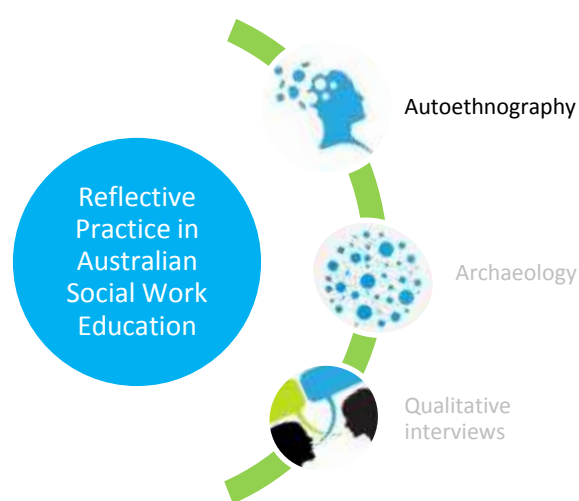 Reflective
Practice in
Australian
Social Work
Education
Autoethnography
Archaeology
Qualitative
interviews